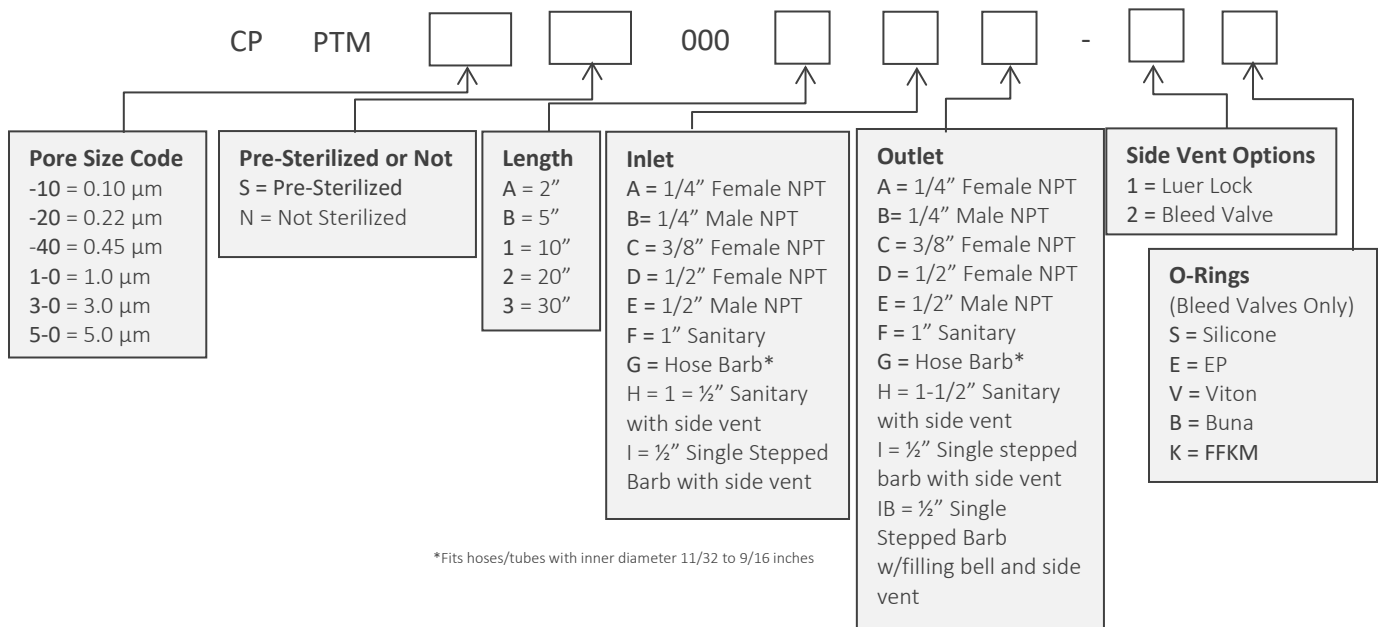 CP PTM 000 -
Pore Size Code
-10 = 0.10 µm
-20 = 0.22 µm
-40 = 0.45 µm
1-0 = 1.0 µm
3-0 = 3.0 µm
5-0 = 5.0 µm
Pre-Sterilized or Not
S = Pre-Sterilized
N = Not Sterilized
Length
A = 2”
B = 5”
1 = 10”
2 = 20”
3 = 30”
Inlet
A = 1/4” Female NPT
B= 1/4” Male NPT
C = 3/8” Female NPT
D = 1/2” Female NPT
E = 1/2” Male NPT
F = 1” Sanitary
G = Hose Barb*
H = 1 = ½” Sanitary
with side vent
I = ½” Single Stepped
Barb with side vent
Outlet
A = 1/4” Female NPT
B= 1/4” Male NPT
C = 3/8” Female NPT
D = 1/2” Female NPT
E = 1/2” Male NPT
F = 1” Sanitary
G = Hose Barb*
H = 1-1/2” Sanitary
with side vent
I = ½” Single stepped
barb with side vent
IB = ½” Single
Stepped Barb
w/filling bell and side
vent
Side Vent Options
1 = Luer Lock
2 = Bleed Valve
O-Rings
(Bleed Valves Only)
S = Silicone
E = EP
V = Viton
B = Buna
K = FFKM
*Fits hoses/tubes with inner diameter 11/32 to 9/16 inches